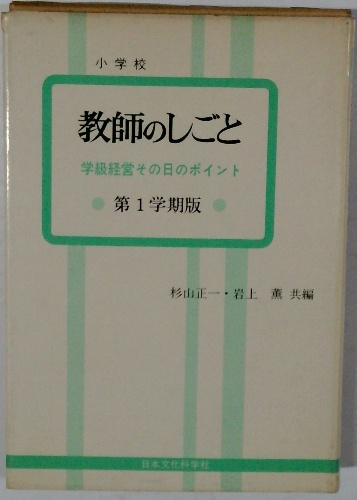 小学校
教師のしごと
学級経営その日のポイント
第1学期版
杉山正一・岩上 薫 共編
日本文化科学社